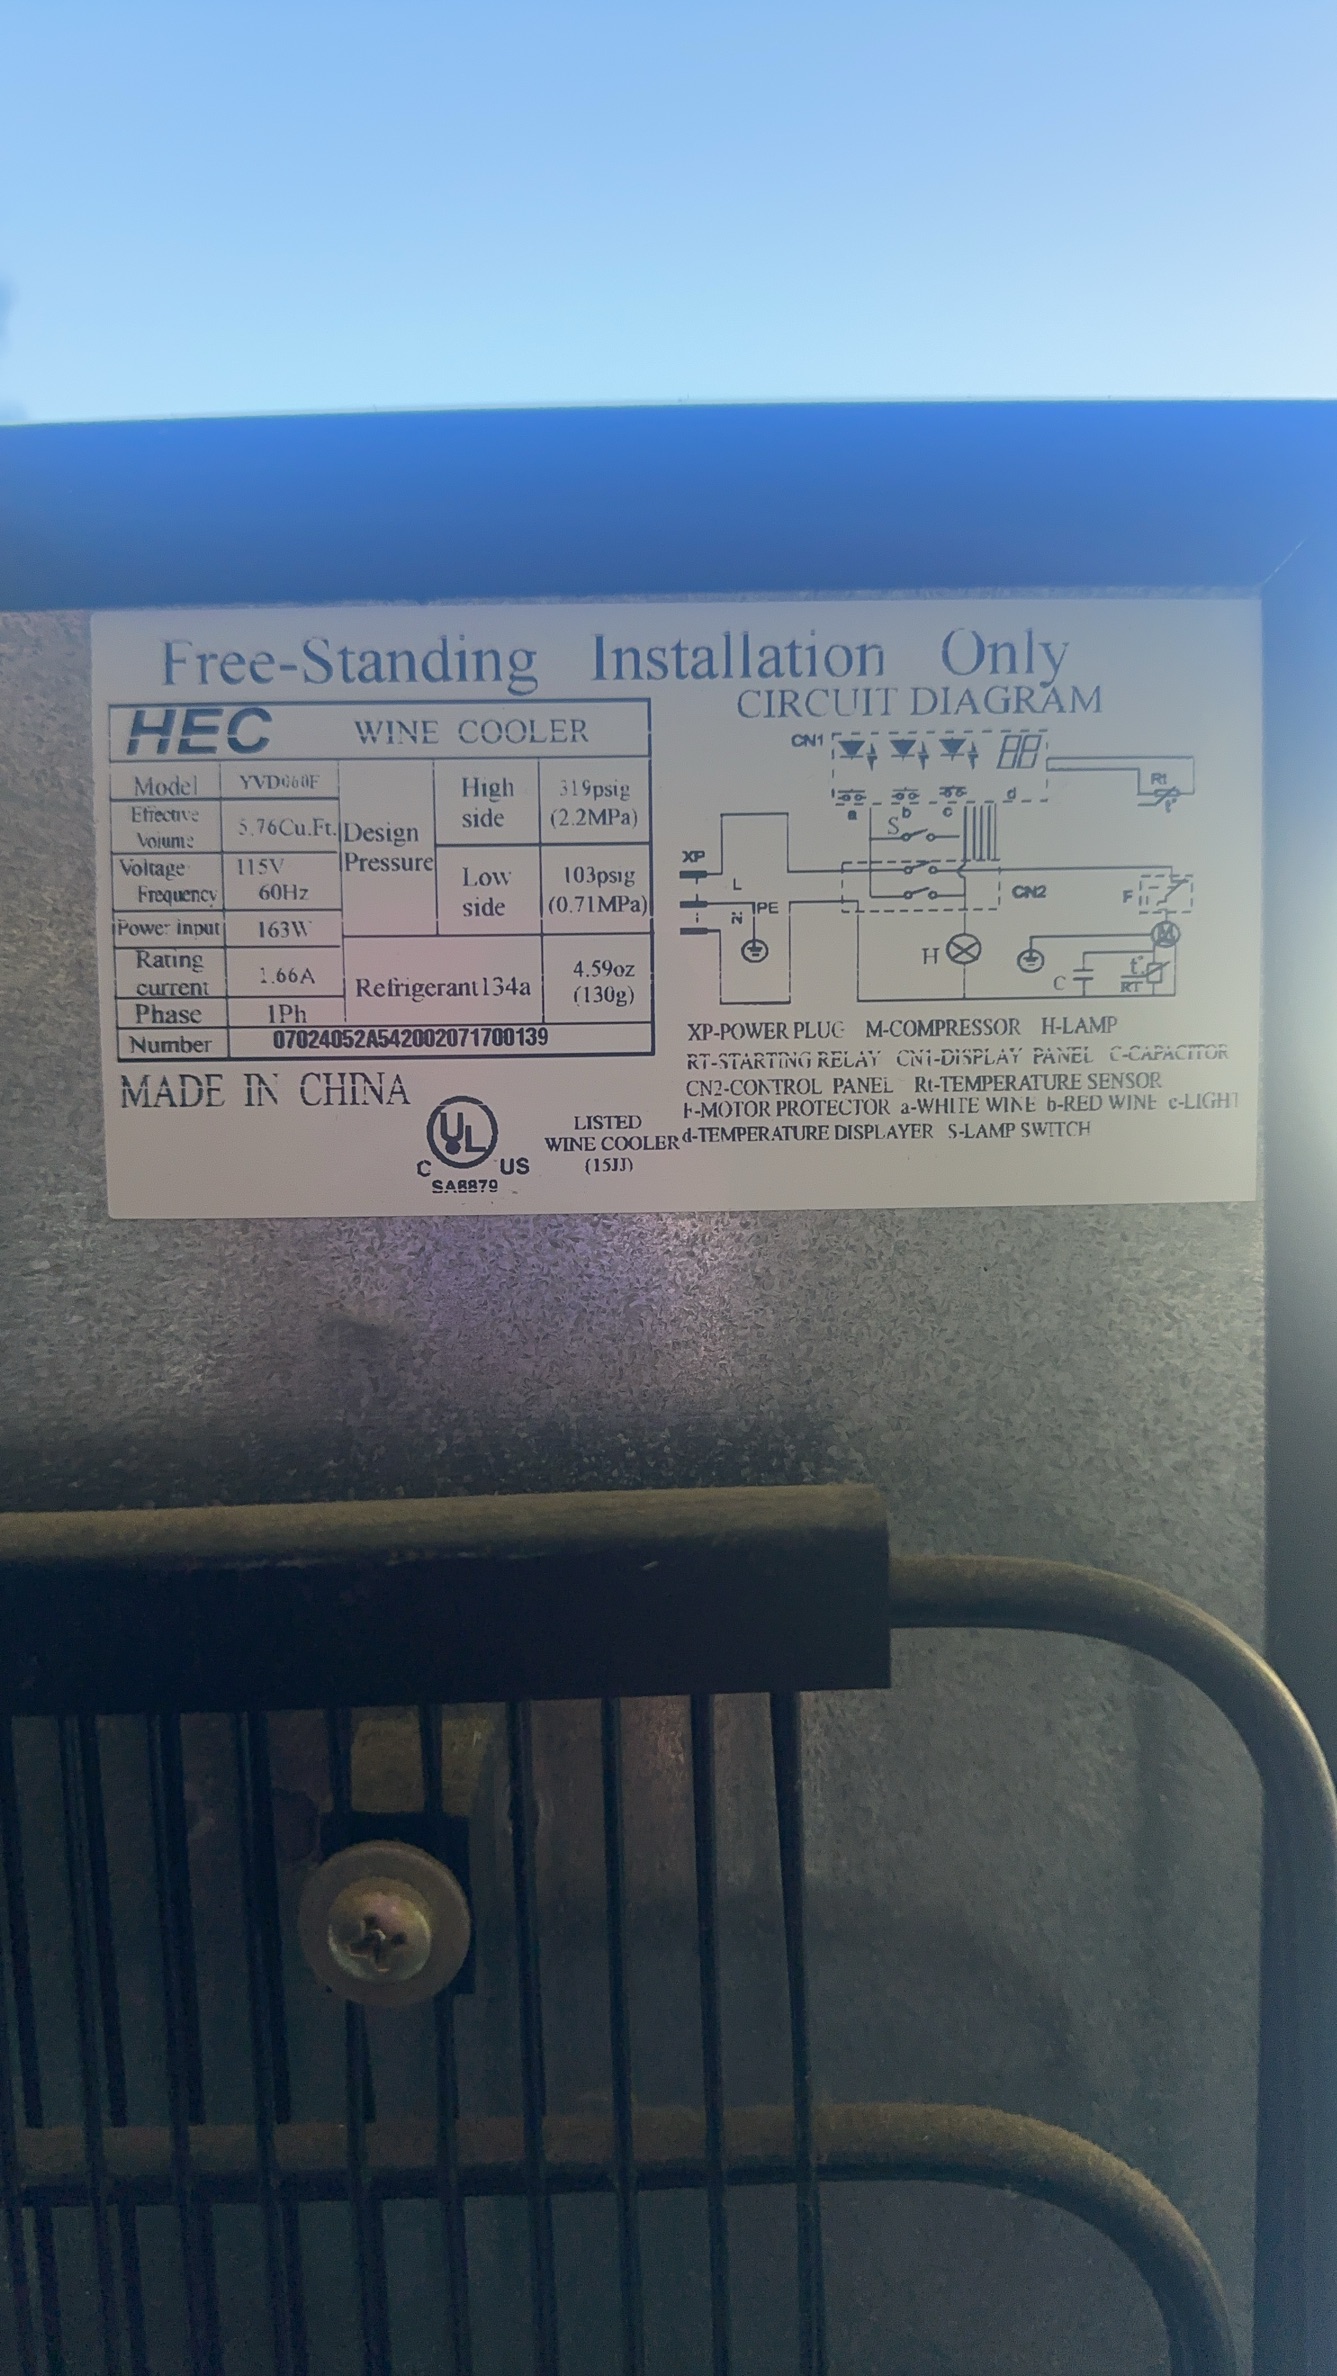 Free-Standing Installation Only
HEC WINE COOLER
Model
Effective Volume 5.76Cu.Ft.
Voltage 115V
Frequency 60Hz
Power input 163W
Rating current 1.66A
Phase 1Ph
Number 07024052A542002071700139
Design Pressure
High side 319psig (2.2MPa)
Low side 103psig (0.71MPa)
Refrigerant134a 4.59oz (130g)
MADE IN CHINA
C UL US
SA8879
LISTED
WINE COOLER
(15JJ)
CIRCUIT DIAGRAM
CN1
88
Rt
t°
a b c d
S
XP
L
N
PE
CN2
F
M
H
C
t°
RT
XP-POWER PLUG M-COMPRESSOR H-LAMP
RT-STARTING RELAY CN1-DISPLAY PANEL C-CAPACITOR
CN2-CONTROL PANEL Rt-TEMPERATURE SENSOR
F-MOTOR PROTECTOR a-WHITE WINE b-RED WINE c-LIGHT
d-TEMPERATURE DISPLAYER S-LAMP SWITCH